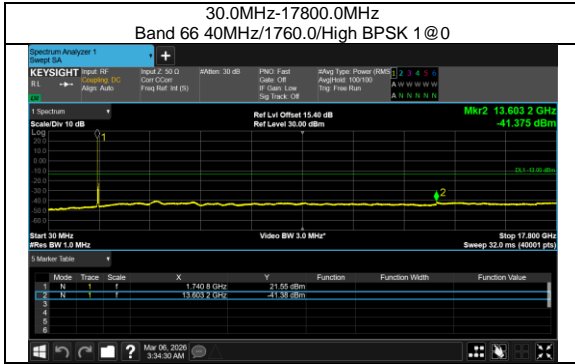 30.0MHz-17800.0MHz
Band 66 40MHz/1760.0/High BPSK 1@0
Spectrum Analyzer 1
Swept SA
+
KEYSIGHT Input: RF Input Z: 50 Ω #Atten: 30 dB PNO: Fast #Avg Type: Power (RMS) 1 2 3 4 5 6
RL Coupling: DC Corr CCorr Gate: Off Avg|Hold: 100/100 A W W W W W
Align: Auto Freq Ref: Int (S) IF Gain: Low Trig: Free Run
Sig Track: Off A N N N N N
1 Spectrum Ref Lvl Offset 15.40 dB Mkr2 13.603 2 GHz
Scale/Div 10 dB Ref Level 30.00 dBm -41.375 dBm
Log
20.0
10.0
0.00
-10.0
-20.0
-30.0
-40.0
-50.0
-60.0
1
2
DL1 -13.00 dBm
Start 30 MHz Video BW 3.0 MHz* Stop 17.800 GHz
#Res BW 1.0 MHz Sweep 32.0 ms (40001 pts)
5 Marker Table
Mode Trace Scale X Y Function Function Width Function Value
1 N 1 f 1.740 8 GHz 21.55 dBm
2 N 1 f 13.603 2 GHz -41.38 dBm
3
4
5
6
? Mar 06, 2026
3:34:30 AM